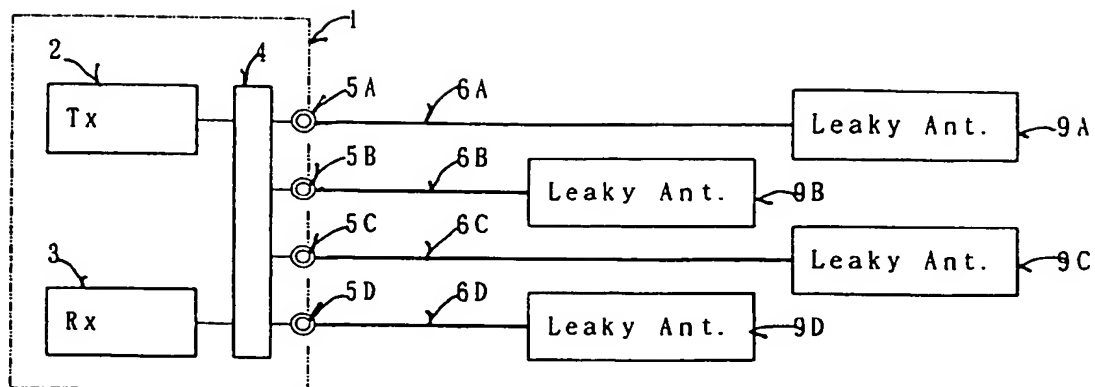 1
2
4
5A
6A
Tx
Leaky Ant.
9A
5B
6B
Leaky Ant.
9B
5C
6C
3
Leaky Ant.
9C
5D
6D
Rx
Leaky Ant.
9D